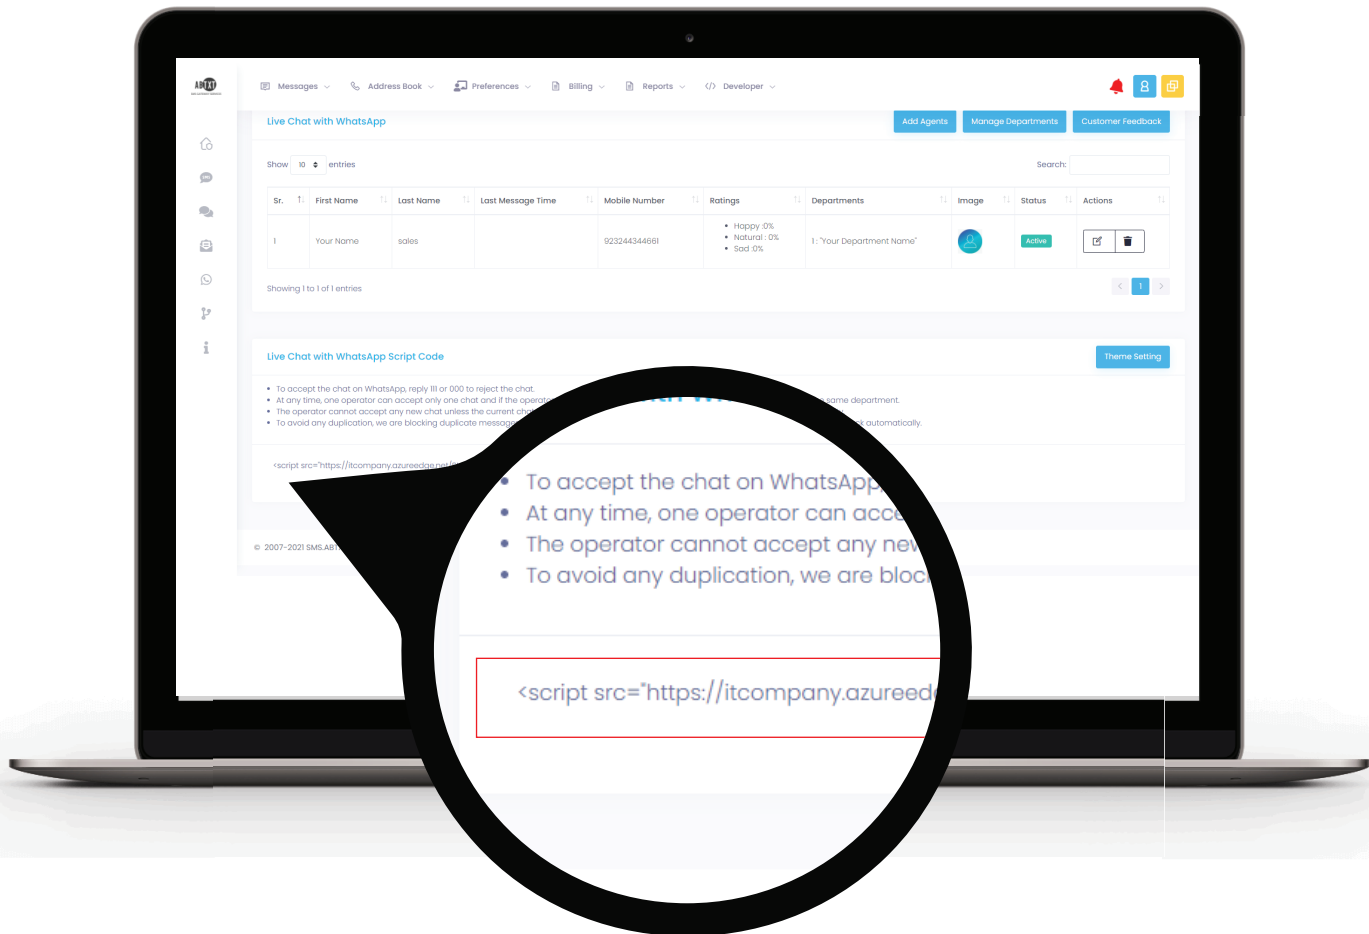 AB TXT
Messages Address Book Preferences Billing Reports </> Developer
Live Chat with WhatsApp
Add Agents Manage Departments Customer Feedback
Show 10 entries
Search:
Sr. First Name Last Name Last Message Time Mobile Number Ratings Departments Image Status Actions
1 Your Name sales 923244344661 1 : "Your Department Name" Active
• Happy :0%
• Natural : 0%
• Sad :0%
Showing 1 to 1 of 1 entries
< 1 >
Live Chat with WhatsApp Script Code
Theme Setting
• To accept the chat on WhatsApp, reply 111 or 000 to reject the chat.
• At any time, one operator can accept only one chat and if the operator same department.
• The operator cannot accept any new chat unless the current
• To avoid any duplication, we are blocking duplicate message automatically.
<script src="https://itcompany.azureedge.net/
© 2007-2021 SMS.AB
• To accept the chat on WhatsApp,
• At any time, one operator can acce
• The operator cannot accept any new
• To avoid any duplication, we are bloc
<script src="https://itcompany.azureed